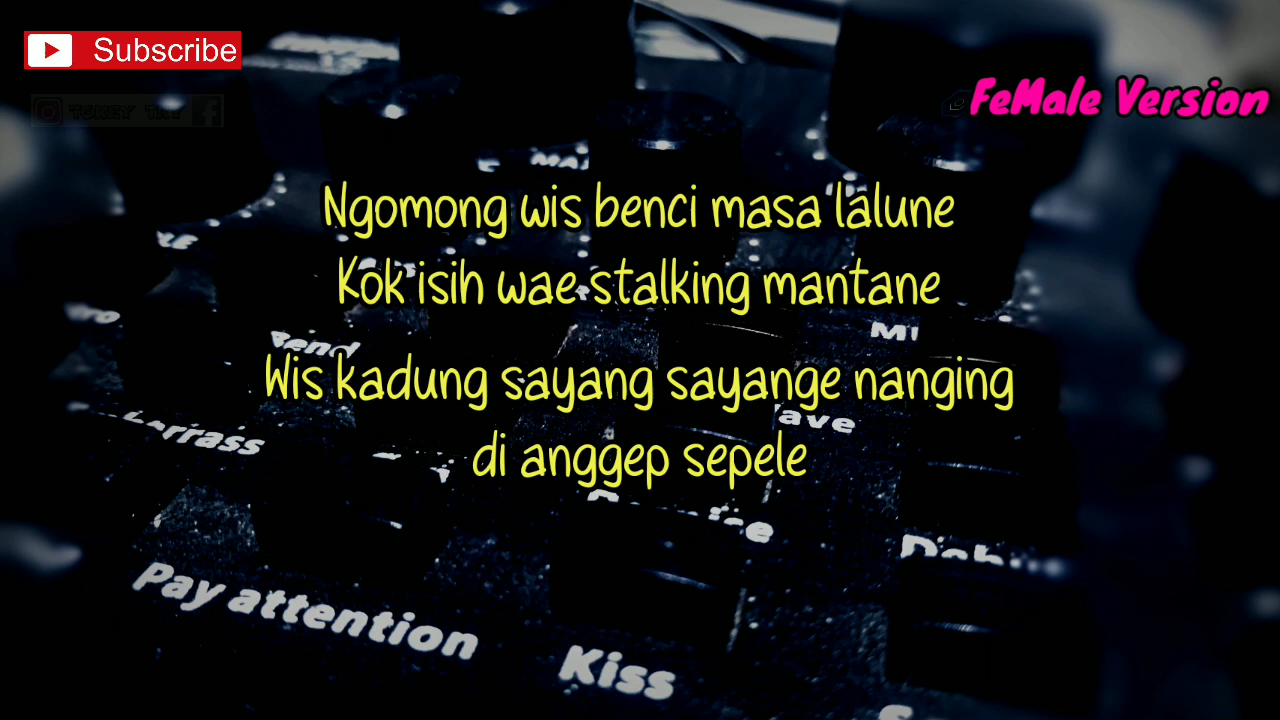 Subscribe
FeMale Version
Ngomong wis benci masa lalune
Kok isih wae stalking mantane
Bend
Wis kadung sayang sayange nanging
di anggep sepele
Pay attention
Kiss